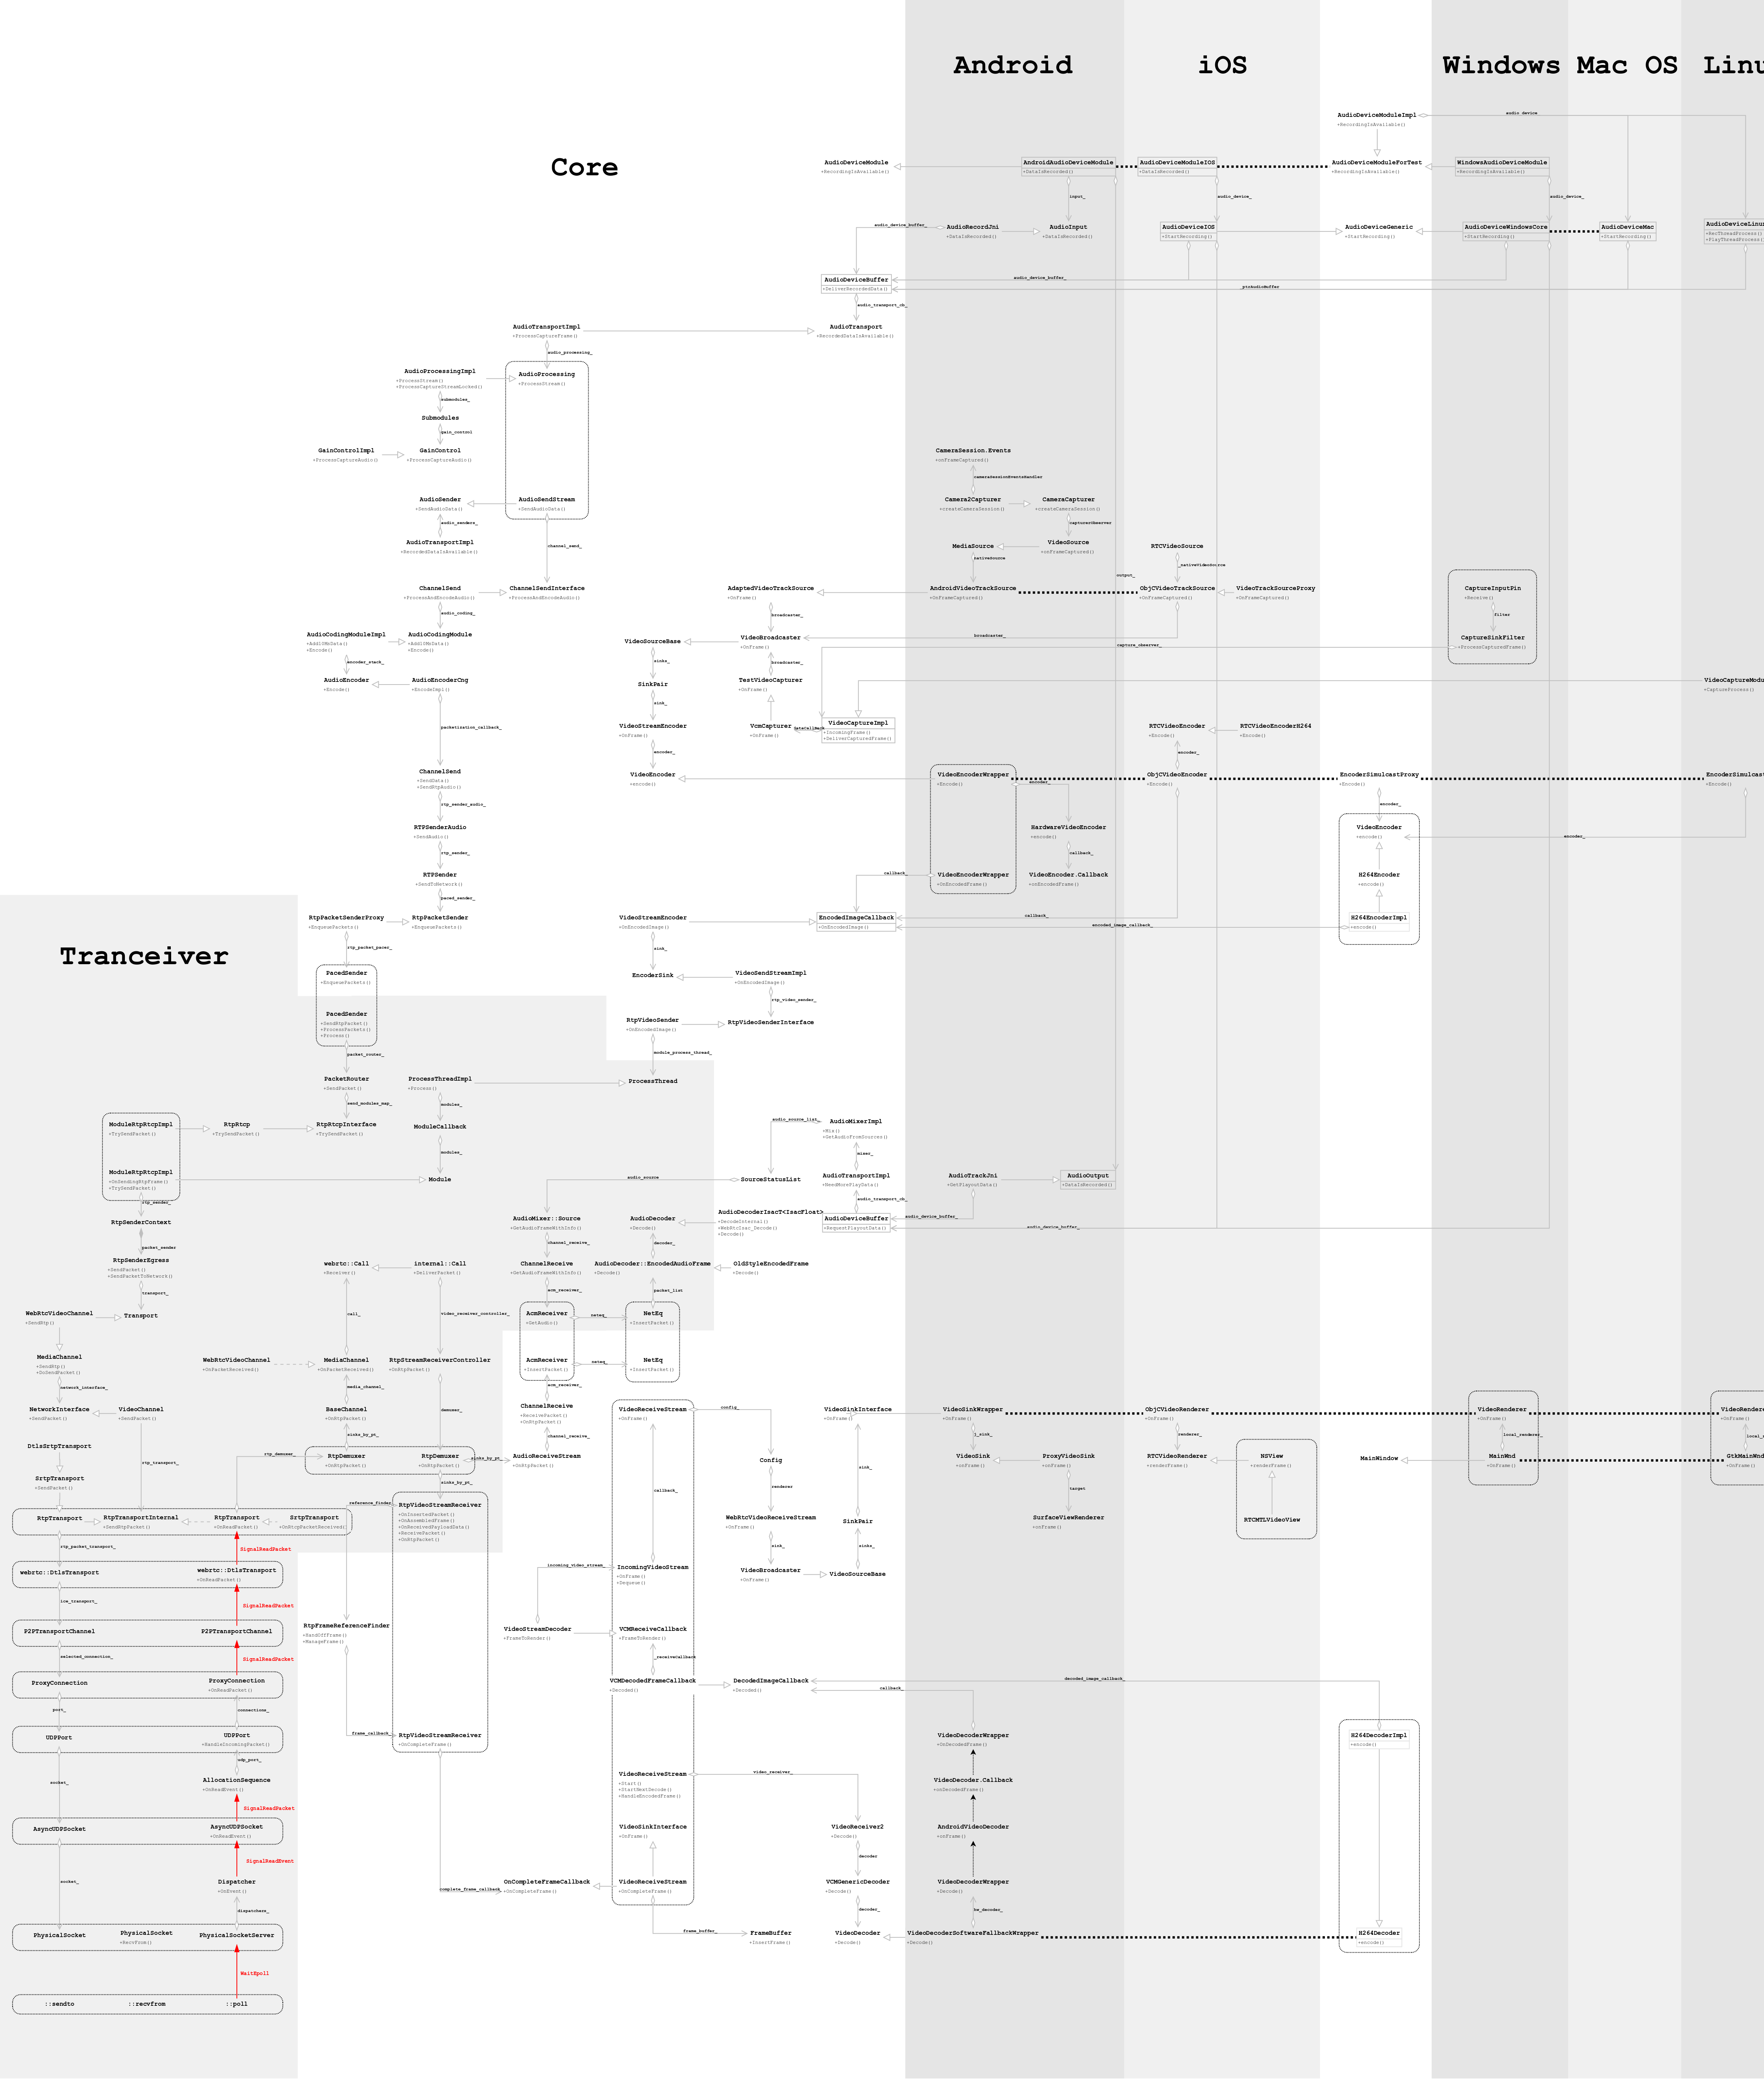 Android
iOS
Windows
Mac OS
Linu
Core
Tranceiver
AudioDeviceModuleImpl
+RecordingIsAvailable()
audio_device
AudioDeviceModule
+RecordingIsAvailable()
AndroidAudioDeviceModule
+DataIsRecorded()
AudioDeviceModuleIOS
+DataIsRecorded()
AudioDeviceModuleForTest
+RecordingIsAvailable()
WindowsAudioDeviceModule
+RecordingIsAvailable()
input_
audio_device_
audio_device_
audio_device_buffer_
AudioRecordJni
+DataIsRecorded()
AudioInput
+DataIsRecorded()
AudioDeviceIOS
+StartRecording()
AudioDeviceGeneric
+StartRecording()
AudioDeviceWindowsCore
+StartRecording()
AudioDeviceMac
+StartRecording()
AudioDeviceLinu
+RecThreadProcess()
+PlayThreadProcess(
AudioDeviceBuffer
+DeliverRecordedData()
audio_device_buffer_
_ptrAudioBuffer
audio_transport_cb_
AudioTransportImpl
+ProcessCaptureFrame()
AudioTransport
+RecordedDataIsAvailable()
audio_processing_
AudioProcessingImpl
+ProcessStream()
+ProcessCaptureStreamLocked()
AudioProcessing
+ProcessStream()
submodules_
Submodules
gain_control
GainControlImpl
+ProcessCaptureAudio()
GainControl
+ProcessCaptureAudio()
CameraSession.Events
+onFrameCaptured()
cameraSessionEventsHandler
AudioSender
+SendAudioData()
AudioSendStream
+SendAudioData()
Camera2Capturer
+createCameraSession()
CameraCapturer
+createCameraSession()
audio_senders_
capturerObserver
AudioTransportImpl
+RecordedDataIsAvailable()
channel_send_
MediaSource
VideoSource
+onFrameCaptured()
RTCVideoSource
nativeSource
_nativeVideoSource
output_
ChannelSend
+ProcessAndEncodeAudio()
ChannelSendInterface
+ProcessAndEncodeAudio()
AdaptedVideoTrackSource
+OnFrame()
AndroidVideoTrackSource
+OnFrameCaptured()
ObjCVideoTrackSource
+OnFrameCaptured()
VideoTrackSourceProxy
+OnFrameCaptured()
CaptureInputPin
+Receive()
audio_coding_
broadcaster_
filter
AudioCodingModuleImpl
+Add10MsData()
+Encode()
AudioCodingModule
+Add10MsData()
+Encode()
VideoSourceBase
VideoBroadcaster
+OnFrame()
broadcaster_
CaptureSinkFilter
+ProcessCapturedFrame()
capture_observer_
encoder_stack_
sinks_
broadcaster_
AudioEncoder
+Encode()
AudioEncoderCng
+EncodeImpl()
SinkPair
TestVideoCapturer
+OnFrame()
VideoCaptureModu
+CaptureProcess()
sink_
packetization_callback_
VideoStreamEncoder
+OnFrame()
VcmCapturer
+OnFrame()
VideoCaptureImpl
+IncomingFrame()
+DeliverCapturedFrame()
RTCVideoEncoder
+Encode()
RTCVideoEncoderH264
+Encode()
encoder_
encoder_
ChannelSend
+SendData()
+SendRtpAudio()
VideoEncoder
+encode()
VideoEncoderWrapper
+Encode()
encoder_
ObjCVideoEncoder
+Encode()
EncoderSimulcastProxy
+Encode()
EncoderSimulcas
+Encode()
rtp_sender_audio_
encoder_
RTPSenderAudio
+SendAudio()
HardwareVideoEncoder
+encode()
VideoEncoder
+encode()
encoder_
rtp_sender_
callback_
RTPSender
+SendToNetwork()
callback_
VideoEncoderWrapper
+OnEncodedFrame()
VideoEncoder.Callback
+onEncodedFrame()
H264Encoder
+encode()
paced_sender_
RtpPacketSenderProxy
+EnqueuePackets()
RtpPacketSender
+EnqueuePackets()
VideoStreamEncoder
+OnEncodedImage()
EncodedImageCallback
+OnEncodedImage()
callback_
encoded_image_callback_
H264EncoderImpl
+encode()
rtp_packet_pacer_
sink_
PacedSender
+EnqueuePackets()
EncoderSink
VideoSendStreamImpl
+OnEncodedImage()
rtp_video_sender_
PacedSender
+SendRtpPacket()
+ProcessPackets()
+Process()
RtpVideoSender
+OnEncodedImage()
RtpVideoSenderInterface
packet_router_
module_process_thread_
PacketRouter
+SendPacket()
ProcessThreadImpl
+Process()
ProcessThread
send_modules_map_
modules_
ModuleRtpRtcpImpl
+TrySendPacket()
RtpRtcp
+TrySendPacket()
RtpRtcpInterface
+TrySendPacket()
ModuleCallback
audio_source_list_
AudioMixerImpl
+Mix()
+GetAudioFromSources()
modules_
mixer_
ModuleRtpRtcpImpl
+OnSendingRtpFrame()
+TrySendPacket()
Module
audio_source
SourceStatusList
AudioTransportImpl
+NeedMorePlayData()
AudioTrackJni
+GetPlayoutData()
AudioOutput
+DataIsRecorded()
rtp_sender_
audio_transport_cb_
RtpSenderContext
AudioMixer::Source
+GetAudioFrameWithInfo()
AudioDecoder
+Decode()
AudioDecoderIsacT<IsacFloat>
+DecodeInternal()
+WebRtcIsac_Decode()
+Decode()
AudioDeviceBuffer
+RequestPlayoutData()
audio_device_buffer_
audio_device_buffer_
packet_sender
channel_receive_
decoder_
RtpSenderEgress
+SendPacket()
+SendPacketToNetwork()
webrtc::Call
+Receiver()
internal::Call
+DeliverPacket()
ChannelReceive
+GetAudioFrameWithInfo()
AudioDecoder::EncodedAudioFrame
+Decode()
OldStyleEncodedFrame
+Decode()
transport_
acm_receiver_
packet_list
WebRtcVideoChannel
+SendRtp()
Transport
call_
video_receiver_controller_
AcmReceiver
+GetAudio()
neteq_
NetEq
+InsertPacket()
MediaChannel
+SendRtp()
+OnSendPacket()
WebRtcVideoChannel
+OnPacketReceived()
MediaChannel
+OnPacketReceived()
RtpStreamReceiverController
+OnRtpPacket()
AcmReceiver
+InsertPacket()
neteq_
NetEq
+InsertPacket()
network_interface_
media_channel_
acm_receiver_
NetworkInterface
+SendPacket()
VideoChannel
+SendPacket()
BaseChannel
+OnRtpPacket()
demuxer_
ChannelReceive
+ReceivePacket()
+OnRtpPacket()
VideoReceiveStream
+OnFrame()
config_
VideoSinkInterface
+OnFrame()
VideoSinkWrapper
+OnFrame()
ObjCVideoRenderer
+OnFrame()
VideoRenderer
+OnFrame()
VideoRendere
+OnFrame()
sinks_by_pt_
channel_receive_
j_sink_
renderer_
local_renderer_
local_
DtlsSrtpTransport
rtp_demuxer_
RtpDemuxer
+OnRtpPacket()
RtpDemuxer
+OnRtpPacket()
sinks_by_pt_
AudioReceiveStream
+OnRtpPacket()
Config
VideoSink
+onFrame()
ProxyVideoSink
+onFrame()
RTCVideoRenderer
+renderFrame()
NSView
+renderFrame()
MainWindow
MainWnd
+OnFrame()
GtkMainWnd
+OnFrame()
rtp_transport_
SrtpTransport
+SendPacket()
sinks_by_pt_
callback_
renderer
sink_
target
reference_finder_
RtpVideoStreamReceiver
+OnInsertedPacket()
+OnAssembledFrame()
+OnReceivedPayloadData()
+ReceivePacket()
+OnRtpPacket()
RtpTransport
RtpTransportInternal
+SendRtpPacket()
RtpTransport
+OnReadPacket()
SrtpTransport
+OnRtcpPacketReceived()
WebRtcVideoReceiveStream
+OnFrame()
SinkPair
SurfaceViewRenderer
+onFrame()
RTCMTLVideoView
rtp_packet_transport_
SignalReadPacket
sink_
sinks_
webrtc::DtlsTransport
webrtc::DtlsTransport
+OnReadPacket()
incoming_video_stream_
IncomingVideoStream
+OnFrame()
+Dequeue()
VideoBroadcaster
+OnFrame()
VideoSourceBase
ice_transport_
SignalReadPacket
P2PTransportChannel
P2PTransportChannel
RtpFrameReferenceFinder
+HandOffFrame()
+ManageFrame()
VideoStreamDecoder
+FrameToRender()
VCMReceiveCallback
+FrameToRender()
selected_connection_
SignalReadPacket
_receiveCallback
ProxyConnection
ProxyConnection
+OnReadPacket()
VCMDecodedFrameCallback
+Decoded()
DecodedImageCallback
+Decoded()
decoded_image_callback_
callback_
port_
connections_
UDPPort
UDPPort
+HandleIncomingPacket()
frame_callback_
RtpVideoStreamReceiver
+OnCompleteFrame()
VideoDecoderWrapper
+OnDecodedFrame()
H264DecoderImpl
+encode()
udp_port_
socket_
AllocationSequence
+OnReadEvent()
VideoReceiveStream
+Start()
+StartNextDecode()
+HandleEncodedFrame()
video_receiver_
VideoDecoder.Callback
+onDecodedFrame()
SignalReadPacket
AsyncUDPSocket
AsyncUDPSocket
+OnReadEvent()
VideoSinkInterface
+OnFrame()
VideoReceiver2
+Decode()
AndroidVideoDecoder
+onFrame()
SignalReadEvent
decoder
socket_
Dispatcher
+OnEvent()
complete_frame_callback_
OnCompleteFrameCallback
+OnCompleteFrame()
VideoReceiveStream
+OnCompleteFrame()
VCMGenericDecoder
+Decode()
VideoDecoderWrapper
+Decode()
dispatchers_
decoder_
hw_decoder_
PhysicalSocket
PhysicalSocket
+RecvFrom()
PhysicalSocketServer
frame_buffer_
FrameBuffer
+InsertFrame()
VideoDecoder
+Decode()
VideoDecoderSoftwareFallbackWrapper
+Decode()
H264Decoder
+encode()
WaitEpoll
::sendto
::recvfrom
::poll